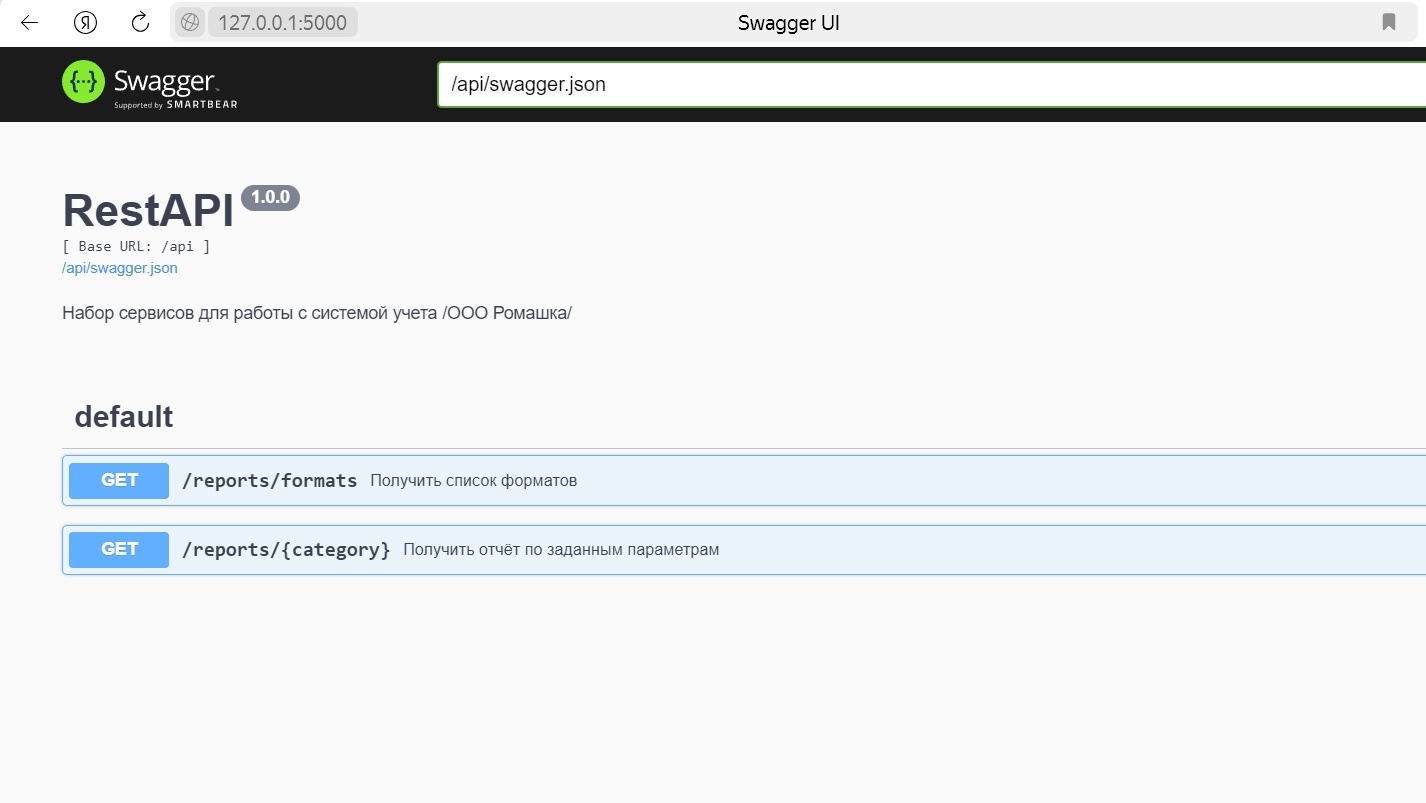 Я 127.0.0.1:5000 Swagger UI
{···} Swagger
Supported by SMARTBEAR
/api/swagger.json
RestAPI 1.0.0
[ Base URL: /api ]
/api/swagger.json
Набор сервисов для работы с системой учета /ООО Ромашка/
default
GET /reports/formats Получить список форматов
GET /reports/{category} Получить отчёт по заданным параметрам